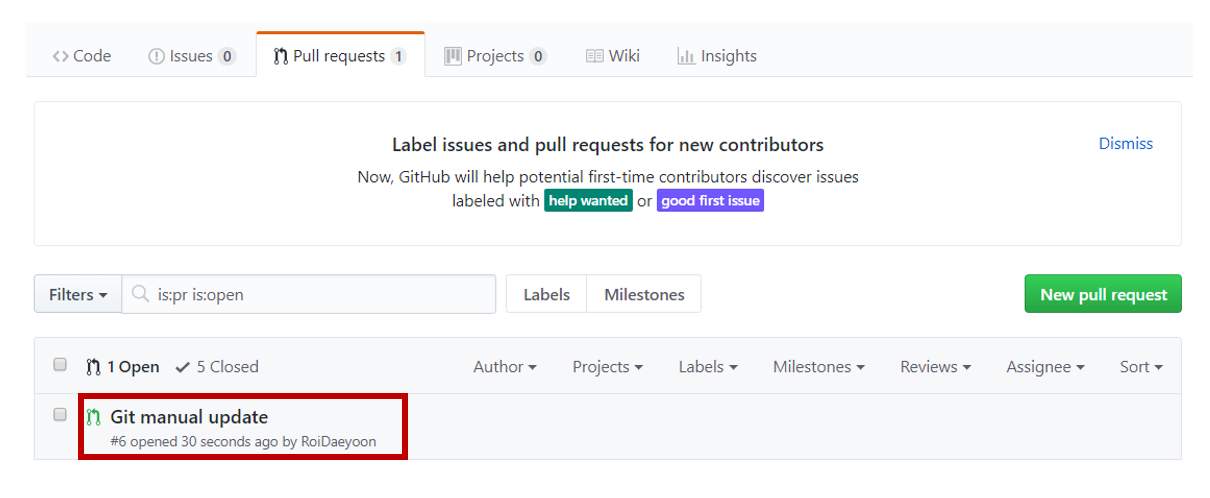 Code Issues 0 Pull requests 1 Projects 0 Wiki Insights
Label issues and pull requests for new contributors
Dismiss
Now, GitHub will help potential first-time contributors discover issues
labeled with help wanted or good first issue
Filters is:pr is:open Labels Milestones New pull request
1 Open 5 Closed Author Projects Labels Milestones Reviews Assignee Sort
Git manual update
#6 opened 30 seconds ago by RoiDaeyoon